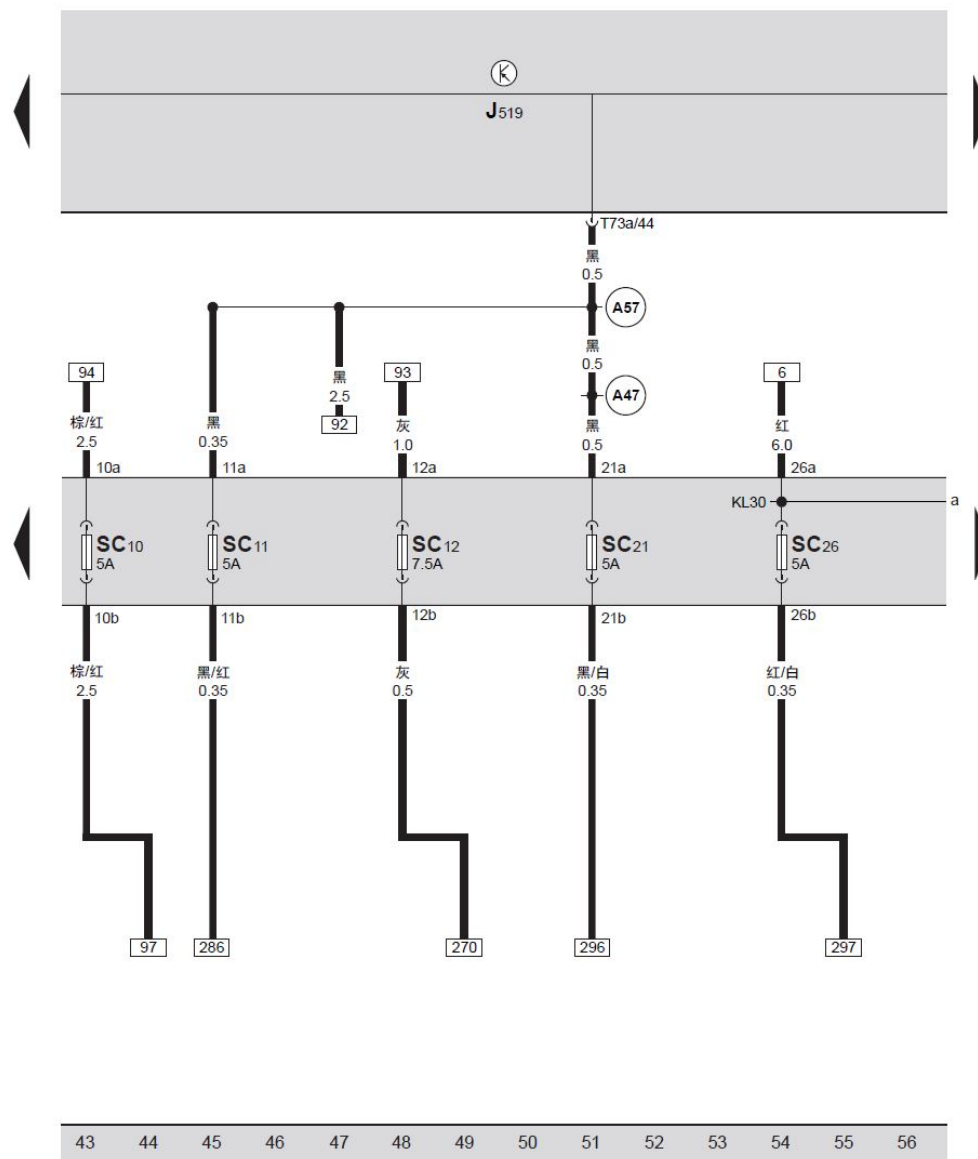 J519
T73a/44
黑
0.5
A57
黑
0.5
94
黑
2.5
93
6
A47
92
棕/红
2.5
黑
0.35
灰
1.0
黑
0.5
红
6.0
10a
11a
12a
21a
26a
KL30
a
SC10
5A
SC11
5A
SC12
7.5A
SC21
5A
SC26
5A
10b
11b
12b
21b
26b
棕/红
2.5
黑/红
0.35
灰
0.5
黑/白
0.35
红/白
0.35
97
286
270
296
297
43 44 45 46 47 48 49 50 51 52 53 54 55 56